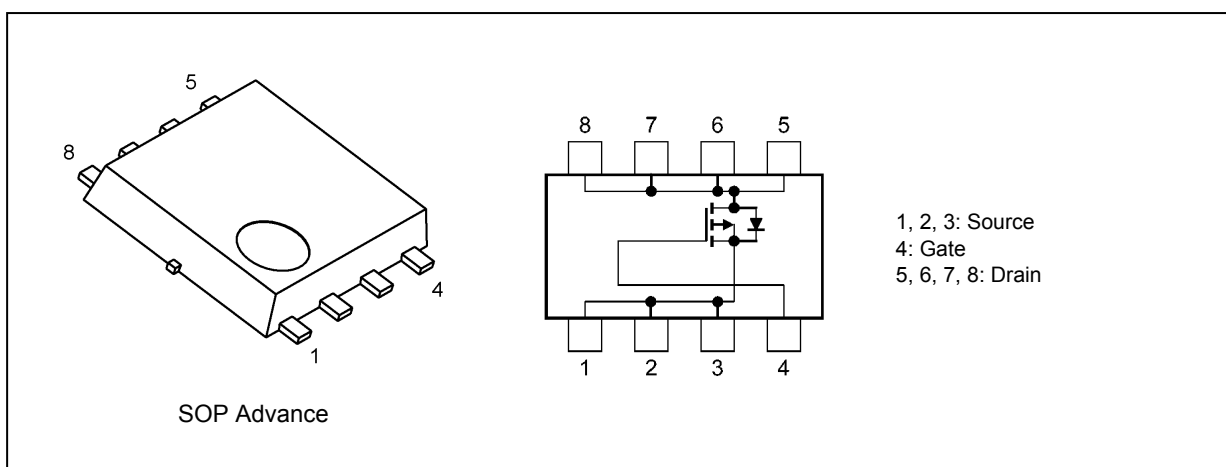 5
8
4
1
SOP Advance
8 7 6 5
1 2 3 4
1, 2, 3: Source
4: Gate
5, 6, 7, 8: Drain